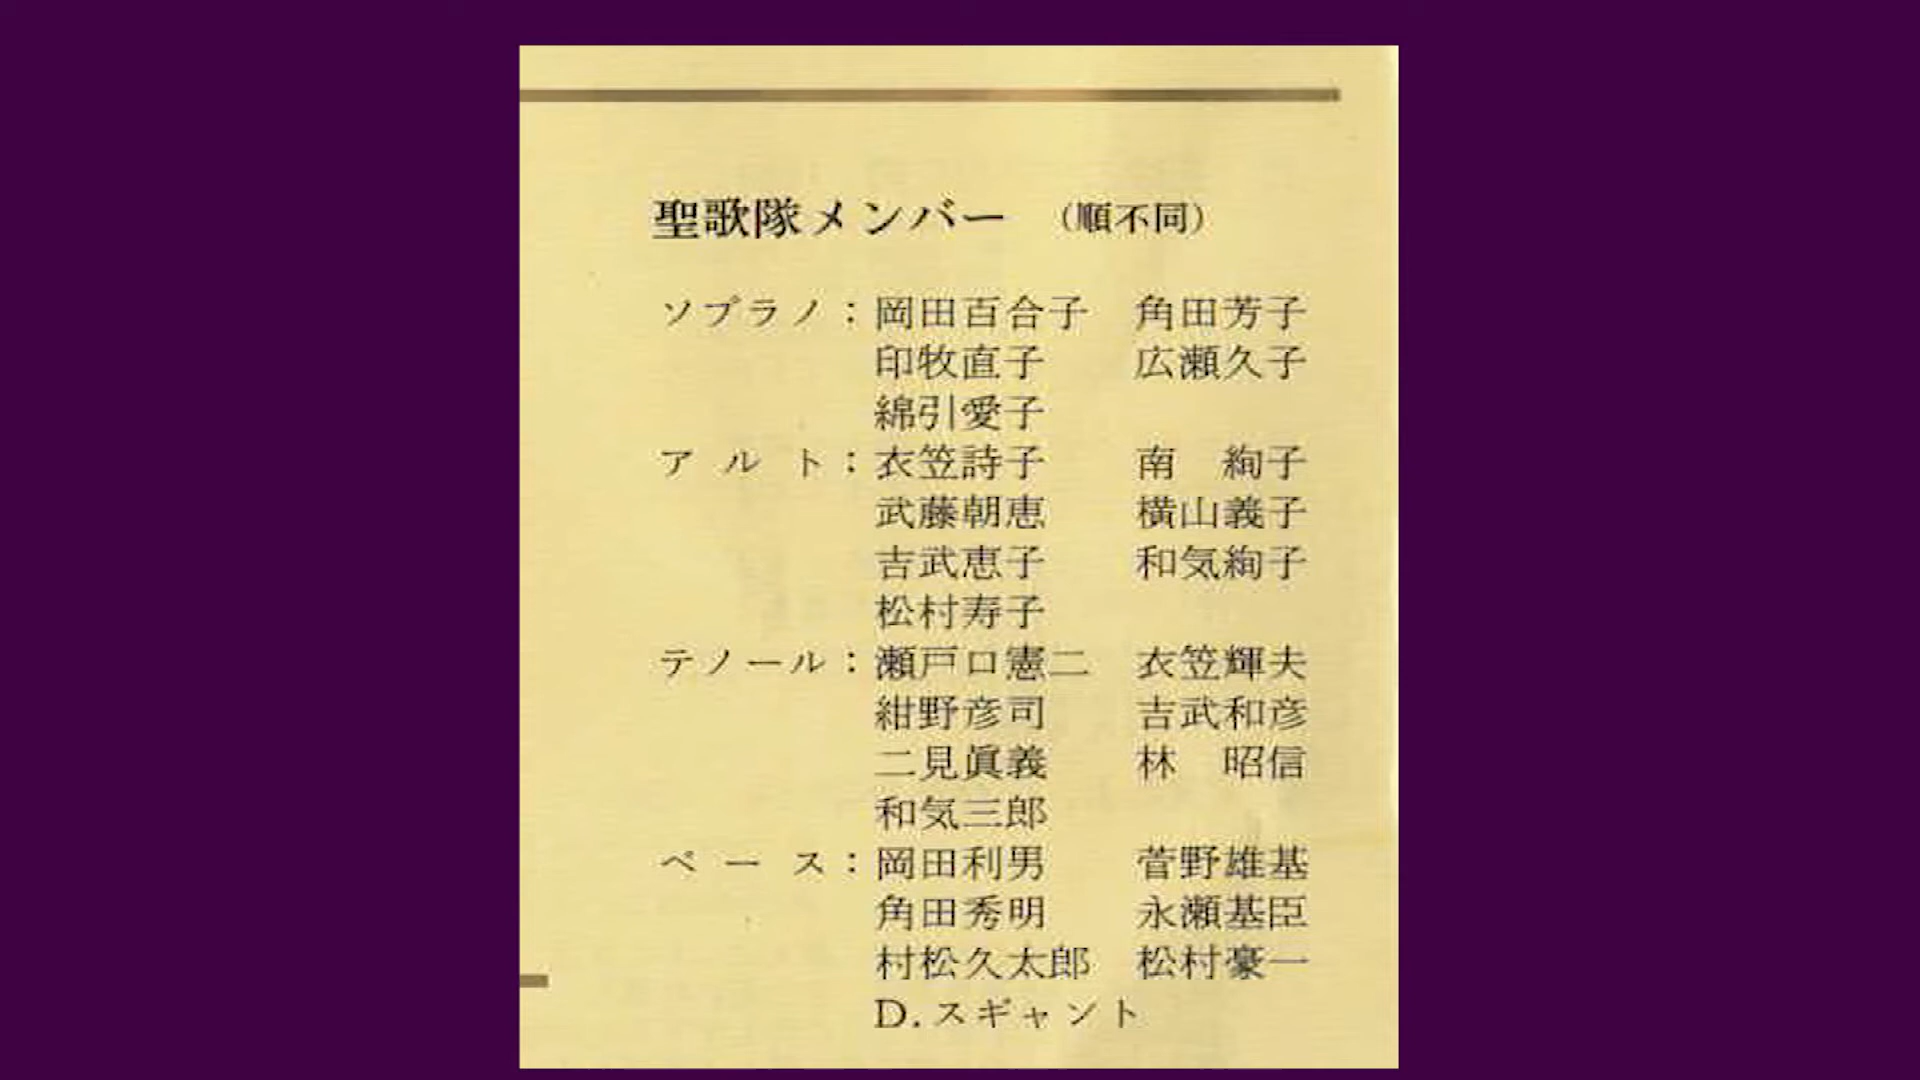 聖歌隊メンバー （順不同）
ソプラノ：岡田百合子 角田芳子
印牧直子 広瀬久子
綿引愛子
アルト：衣笠詩子 南 絢子
武藤朝恵 横山義子
吉武恵子 和気絢子
松村寿子
テノール：瀬戸口憲二 衣笠輝夫
紺野彦司 吉武和彦
二見眞義 林 昭信
和気三郎
ベース：岡田利男 菅野雄基
角田秀明 永瀬基臣
村松久太郎 松村豪一
D.スギャント